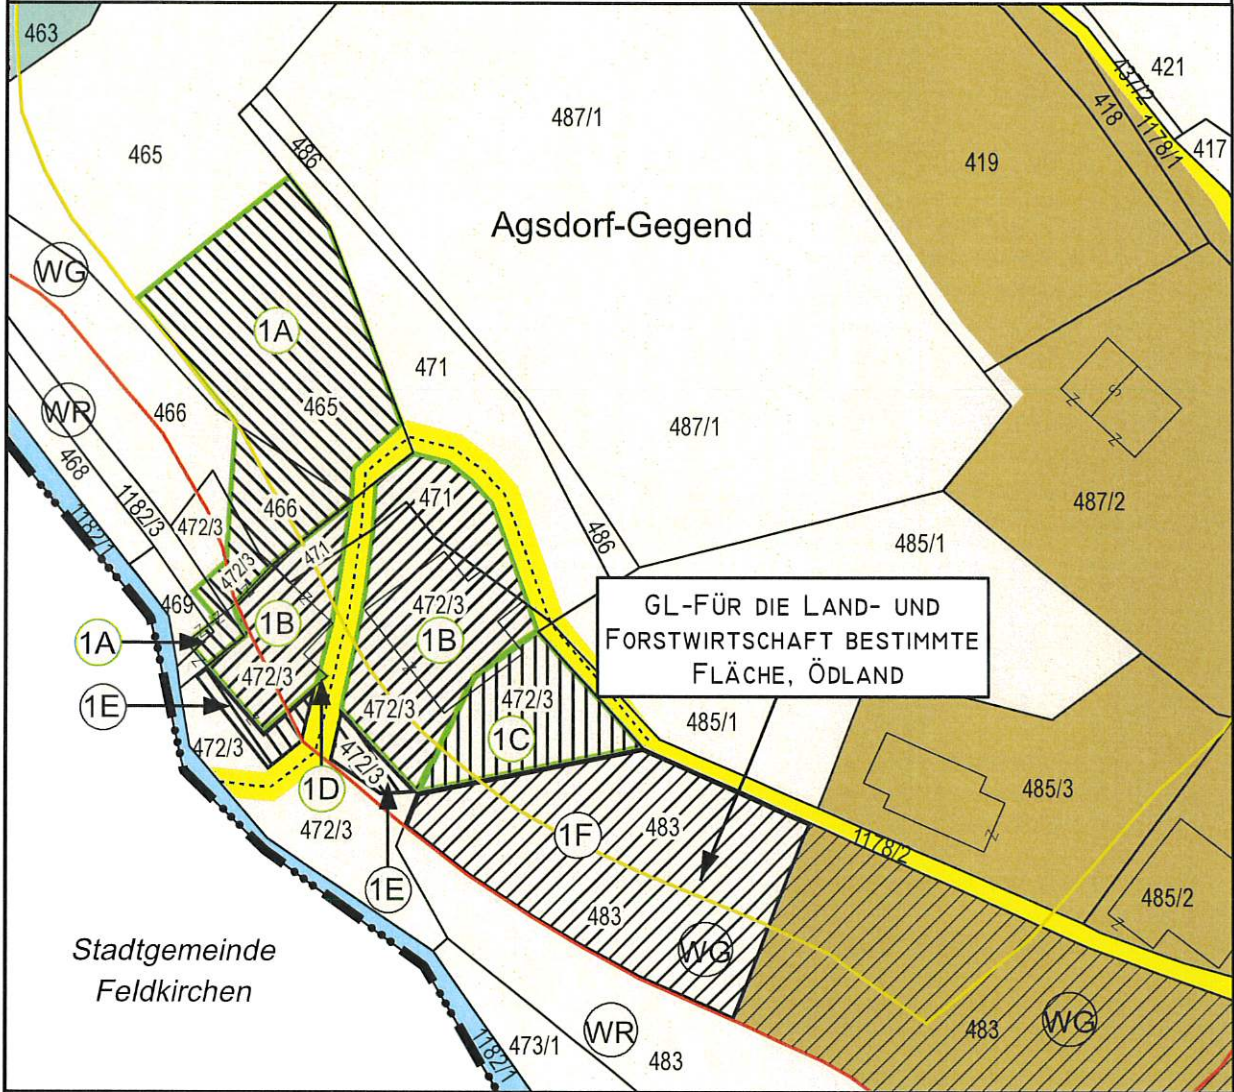 463
421
437/2
418
1178/1
417
487/1
465
486
419
Agsdorf-Gegend
WG
1A
471
465
WR
466
487/1
S
z
z
468
1182/3
472/3
466
471
471
487/2
1182/1
486
485/1
472/3
469
1B
472/3
1B
GL-FÜR DIE LAND- UND
FORSTWIRTSCHAFT BESTIMMTE
FLÄCHE, ÖDLAND
1A
472/3
472/3
472/3
1E
472/3
1C
485/1
472/3
1D
485/3
472/3
483
1F
1178/2
z
1E
485/2
z
483
Stadtgemeinde
Feldkirchen
WG
WG
483
WR
473/1
483
1182/1